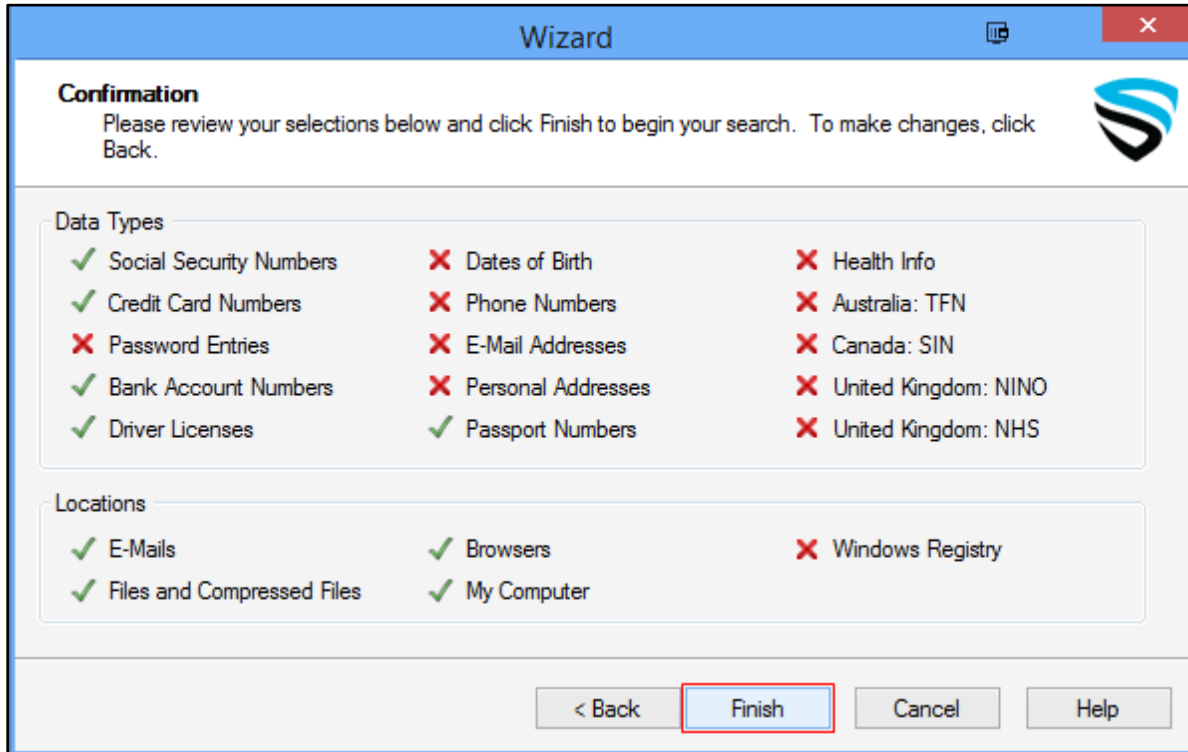 Wizard
Confirmation
Please review your selections below and click Finish to begin your search.  To make changes, click
Back.
Data Types
Social Security Numbers
Dates of Birth
Health Info
Credit Card Numbers
Phone Numbers
Australia: TFN
Password Entries
E-Mail Addresses
Canada: SIN
Bank Account Numbers
Personal Addresses
United Kingdom: NINO
Driver Licenses
Passport Numbers
United Kingdom: NHS
Locations
E-Mails
Browsers
Windows Registry
Files and Compressed Files
My Computer
< Back
Finish
Cancel
Help